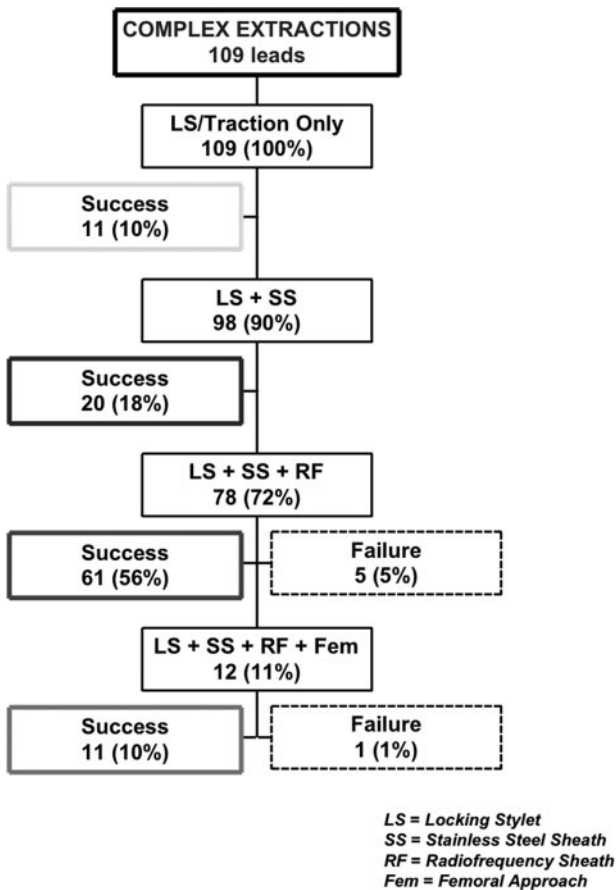 COMPLEX EXTRACTIONS
109 leads
LS/Traction Only
109 (100%)
Success
11 (10%)
LS + SS
98 (90%)
Success
20 (18%)
LS + SS + RF
78 (72%)
Success
61 (56%)
Failure
5 (5%)
LS + SS + RF + Fem
12 (11%)
Success
11 (10%)
Failure
1 (1%)
LS = Locking Stylet
SS = Stainless Steel Sheath
RF = Radiofrequency Sheath
Fem = Femoral Approach